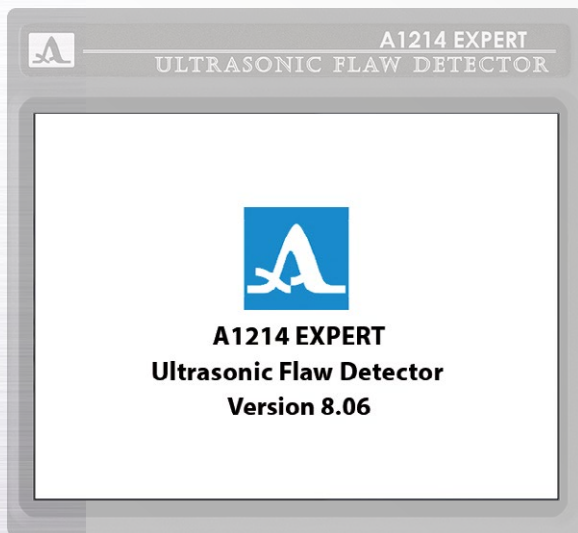 A1214 EXPERT
ULTRASONIC FLAW DETECTOR
A1214 EXPERT
Ultrasonic Flaw Detector
Version 8.06